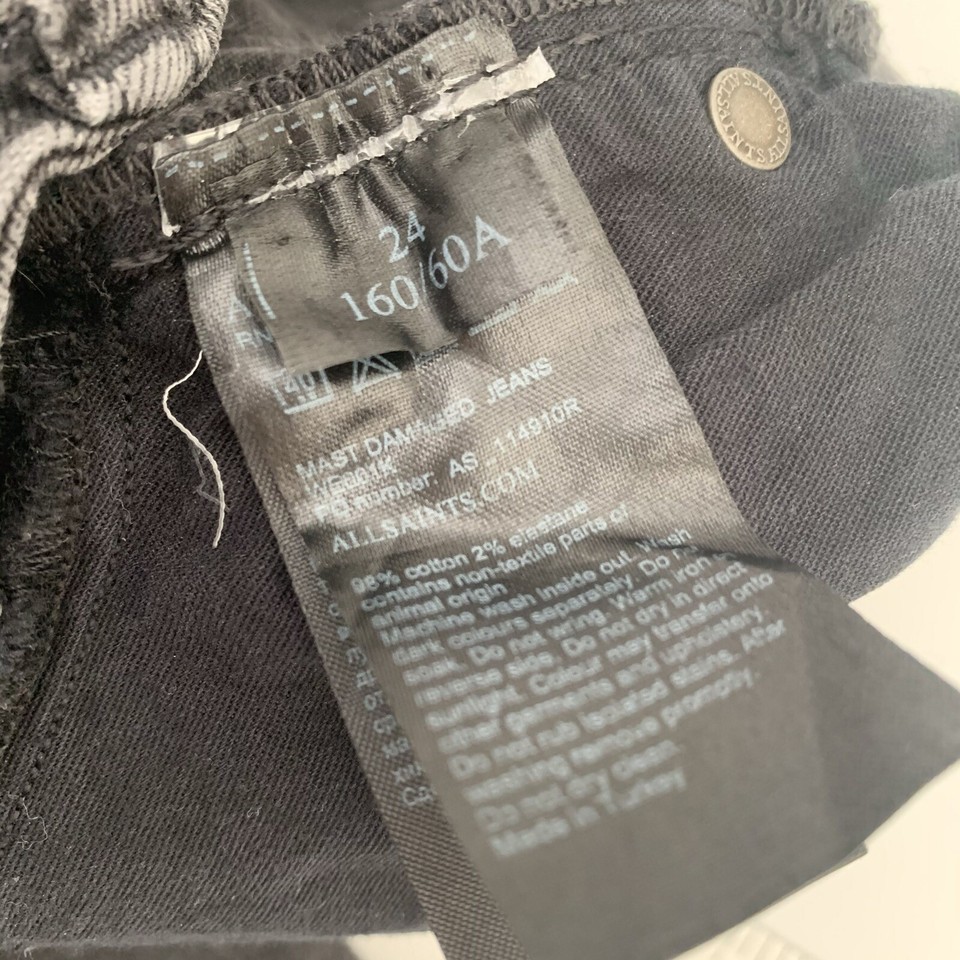 24
160/60A
40
MAST DAMAGED JEANS
PO number. AS 114910R
ALLSAINTS.COM
98% cotton 2% elastane
contains non-textile parts of
animal origin
Machine wash inside out. Wash
dark colours separately. Do not
soak. Do not wring. Warm iron
reverse side. Do not dry in direct
sunlight. Colour may transfer onto
other garments and upholstery.
Do not rub isolated stains. After
washing remove promptly.
Do not dry clean.
Made in Turkey
ALLSAINTS